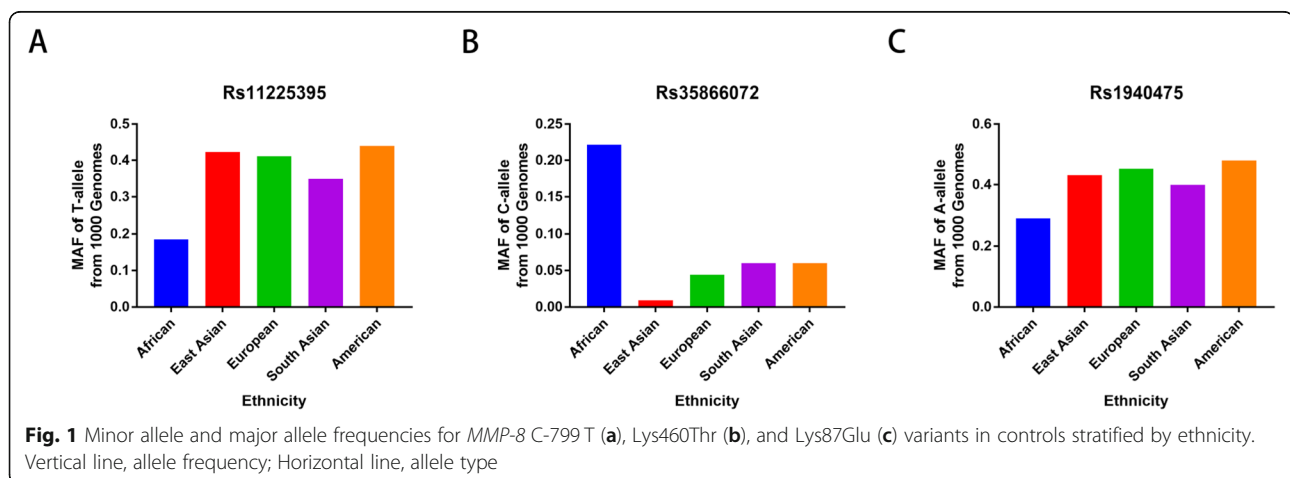 A
Rs11225395
MAF of T-allele
from 1000 Genomes
0.5
0.4
0.3
0.2
0.1
0.0
African
East Asian
European
South Asian
American
Ethnicity
B
Rs35866072
MAF of C-allele
from 1000 Genomes
0.25
0.20
0.15
0.10
0.05
0.00
African
East Asian
European
South Asian
American
Ethnicity
C
Rs1940475
MAF of A-allele
from 1000 Genomes
0.6
0.4
0.2
0.0
African
East Asian
European
South Asian
American
Ethnicity
Fig. 1 Minor allele and major allele frequencies for MMP-8 C-799 T (a), Lys460Thr (b), and Lys87Glu (c) variants in controls stratified by ethnicity.
Vertical line, allele frequency; Horizontal line, allele type